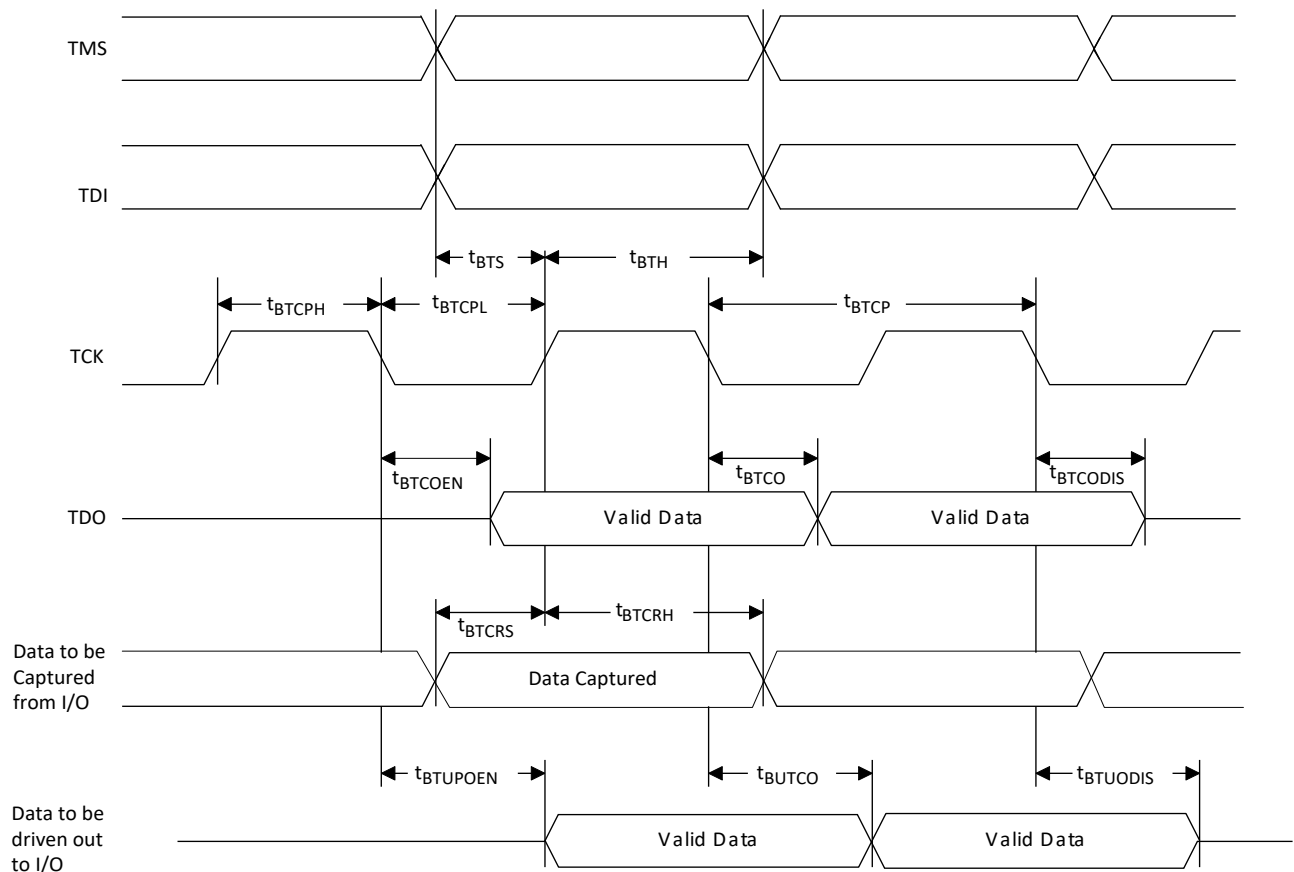 TMS
TDI
tBTS
tBTH
tBTCPH
tBTCPL
tBTCP
TCK
tBTCOEN
tBTCO
tBTCODIS
TDO
Valid Data
Valid Data
tBTCRS
tBTCRH
Data to be
Captured
from I/O
Data Captured
tBTUPOEN
tBUTCO
tBTUODIS
Data to be
driven out
to I/O
Valid Data
Valid Data